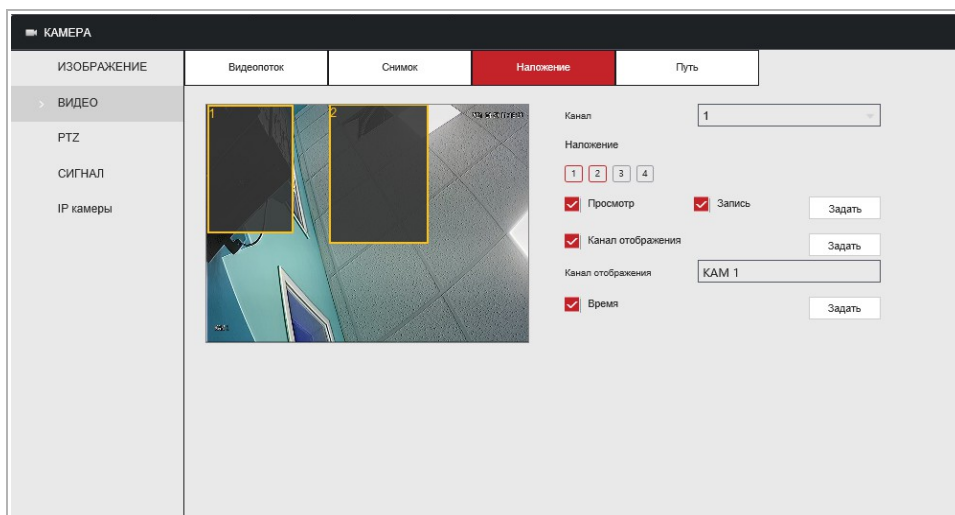 КАМЕРА
ИЗОБРАЖЕНИЕ
ВИДЕО
PTZ
СИГНАЛ
IP камеры
Видеопоток Снимок Наложение Путь
1 2
Канал 1
Наложение
1 2 3 4
Просмотр Запись Задать
Канал отображения Задать
Канал отображения КАМ 1
Время Задать